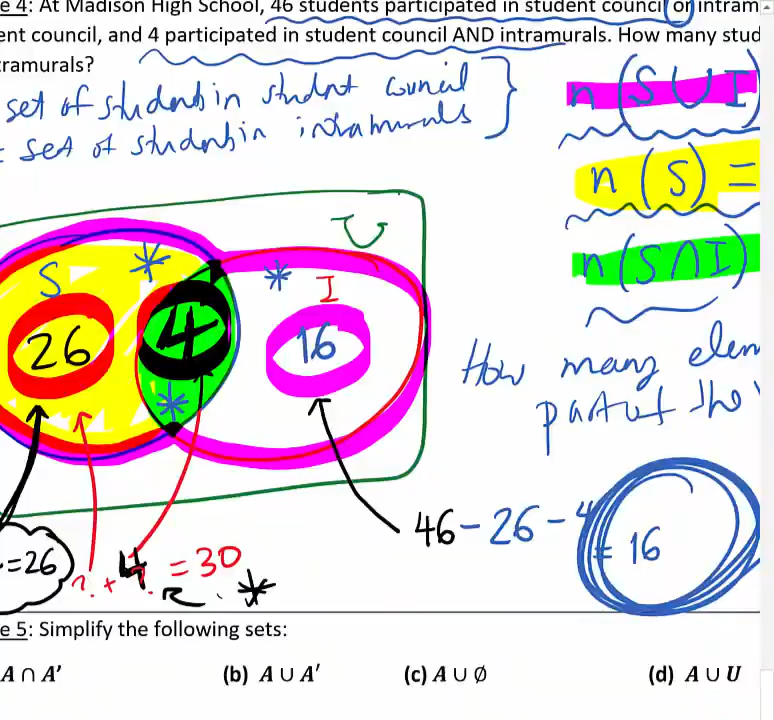 e 4: At Madison High School, 46 students participated in student council or intram
ent council, and 4 participated in student council AND intramurals. How many stud
tramurals?
set of students in student council
= set of students in intramurals
n(S∪I)
n(S) =
n(S∩I)
U
S
I
26
4
16
How many elem
part of the
46-26-4
= 16
=26
? + 4 = 30
e 5: Simplify the following sets:
A ∩ A′ (b) A ∪ A′ (c) A ∪ ∅ (d) A ∪ U